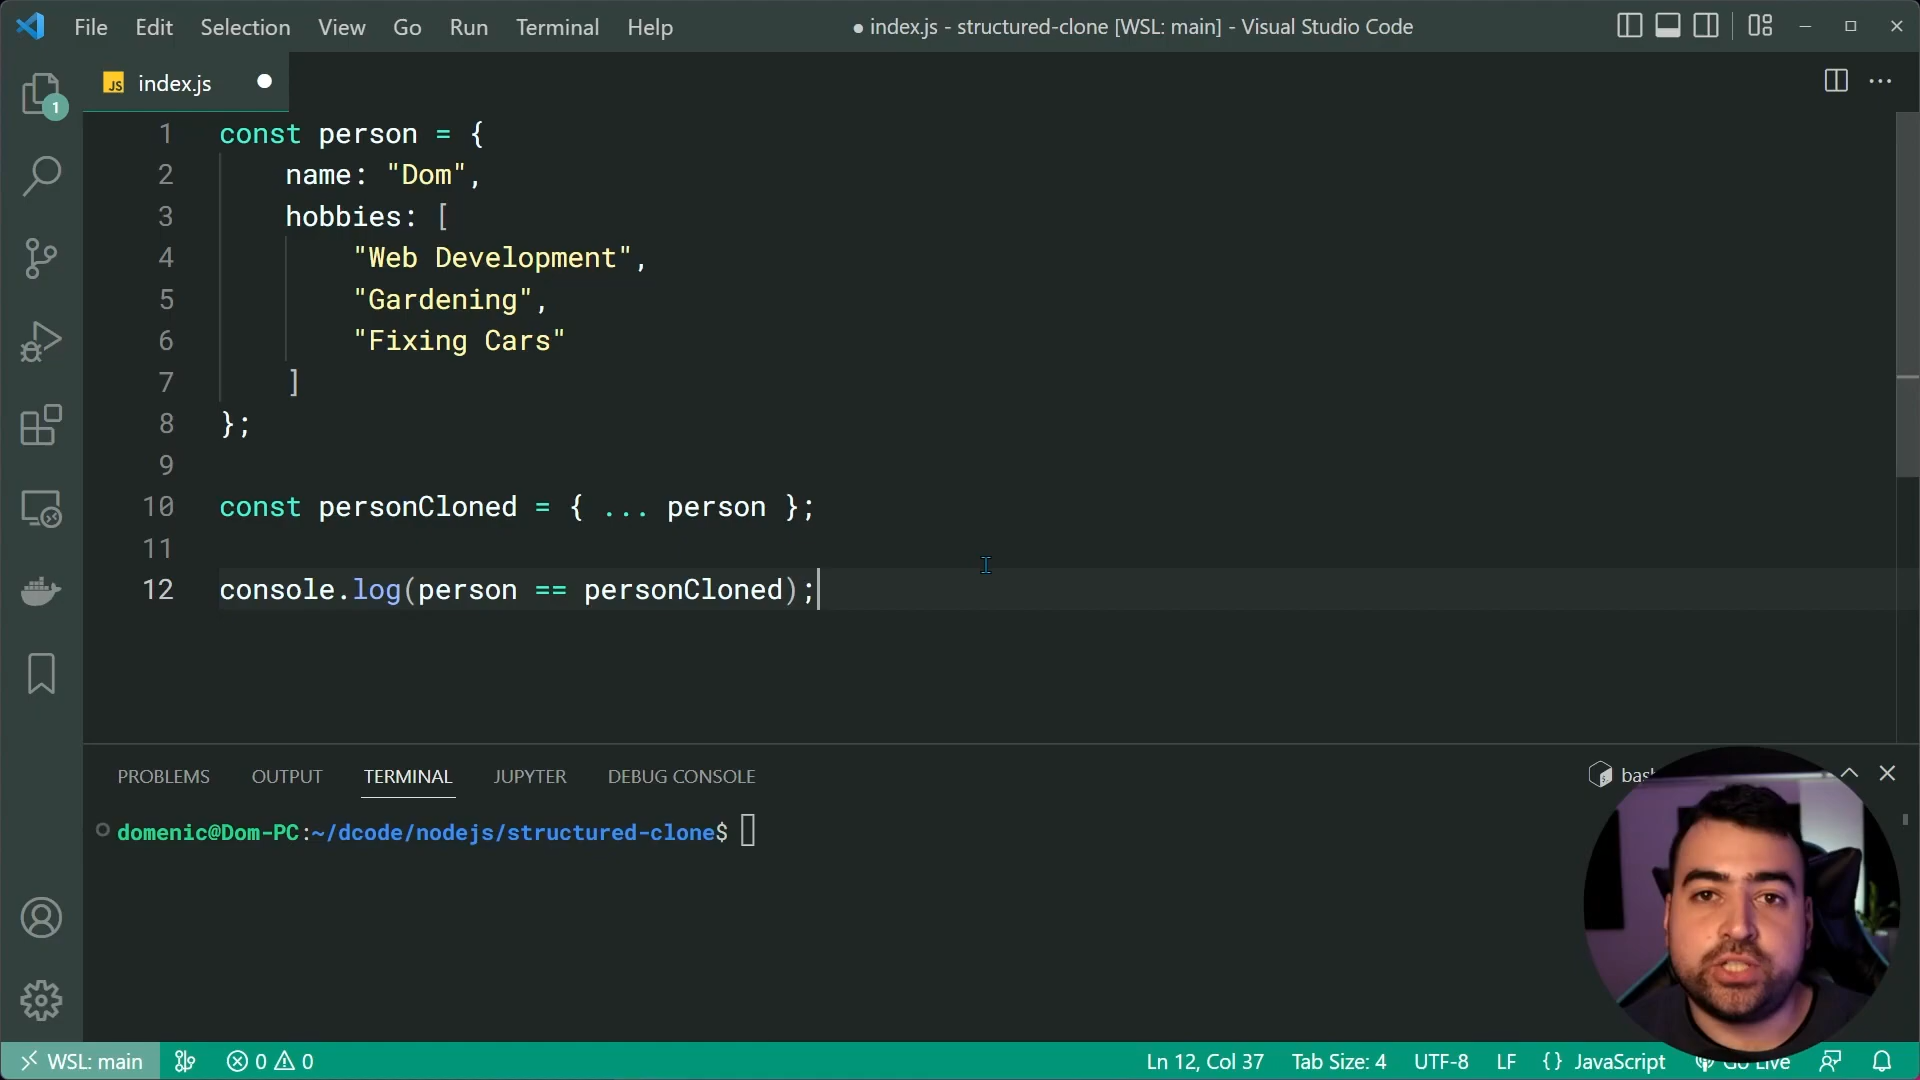 File Edit Selection View Go Run Terminal Help
● index.js - structured-clone [WSL: main] - Visual Studio Code
1
JS index.js
1 const person = {
2 name: "Dom",
3 hobbies: [
4 "Web Development",
5 "Gardening",
6 "Fixing Cars"
7 ]
8 };
9
10 const personCloned = { ... person };
11
12 console.log(person == personCloned);
PROBLEMS OUTPUT TERMINAL JUPYTER DEBUG CONSOLE
domenic@Dom-PC:~/dcode/nodejs/structured-clone$
WSL: main 0 0 Ln 12, Col 37 Tab Size: 4 UTF-8 LF {} JavaScript Go Live